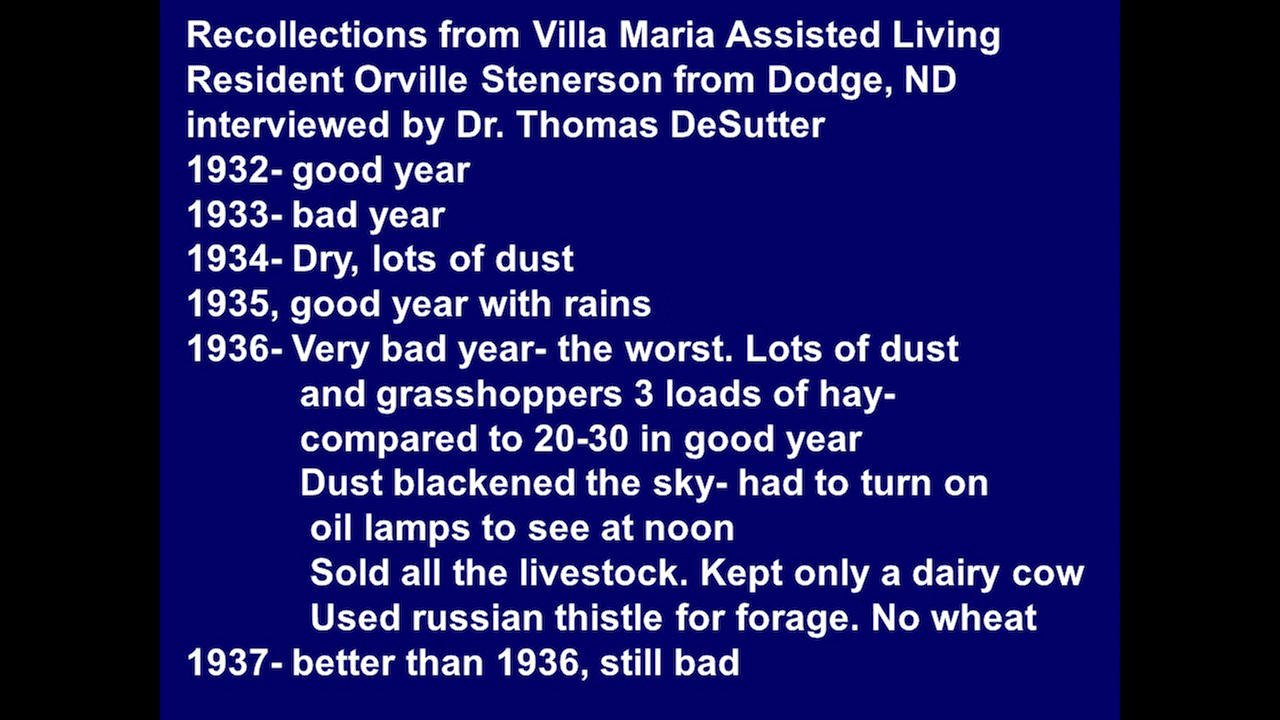 Recollections from Villa Maria Assisted Living
Resident Orville Stenerson from Dodge, ND
interviewed by Dr. Thomas DeSutter
1932- good year
1933- bad year
1934- Dry, lots of dust
1935, good year with rains
1936- Very bad year- the worst. Lots of dust
and grasshoppers 3 loads of hay-
compared to 20-30 in good year
Dust blackened the sky- had to turn on
oil lamps to see at noon
Sold all the livestock. Kept only a dairy cow
Used russian thistle for forage. No wheat
1937- better than 1936, still bad